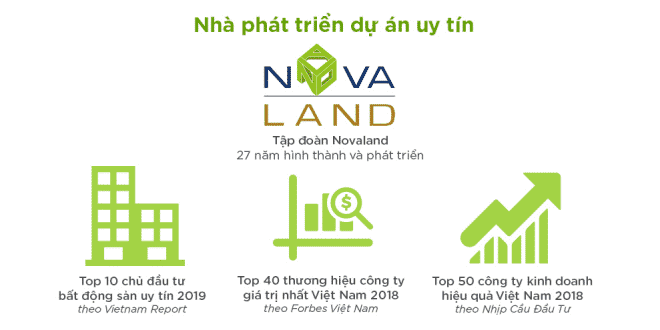 Nhà phát triển dự án uy tín
NOVA
LAND
Tập đoàn Novaland
27 năm hình thành và phát triển
$
Top 10 chủ đầu tư
bất động sản uy tín 2019
theo Vietnam Report
Top 40 thương hiệu công ty
giá trị nhất Việt Nam 2018
theo Forbes Việt Nam
Top 50 công ty kinh doanh
hiệu quả Việt Nam 2018
theo Nhịp Cầu Đầu Tư